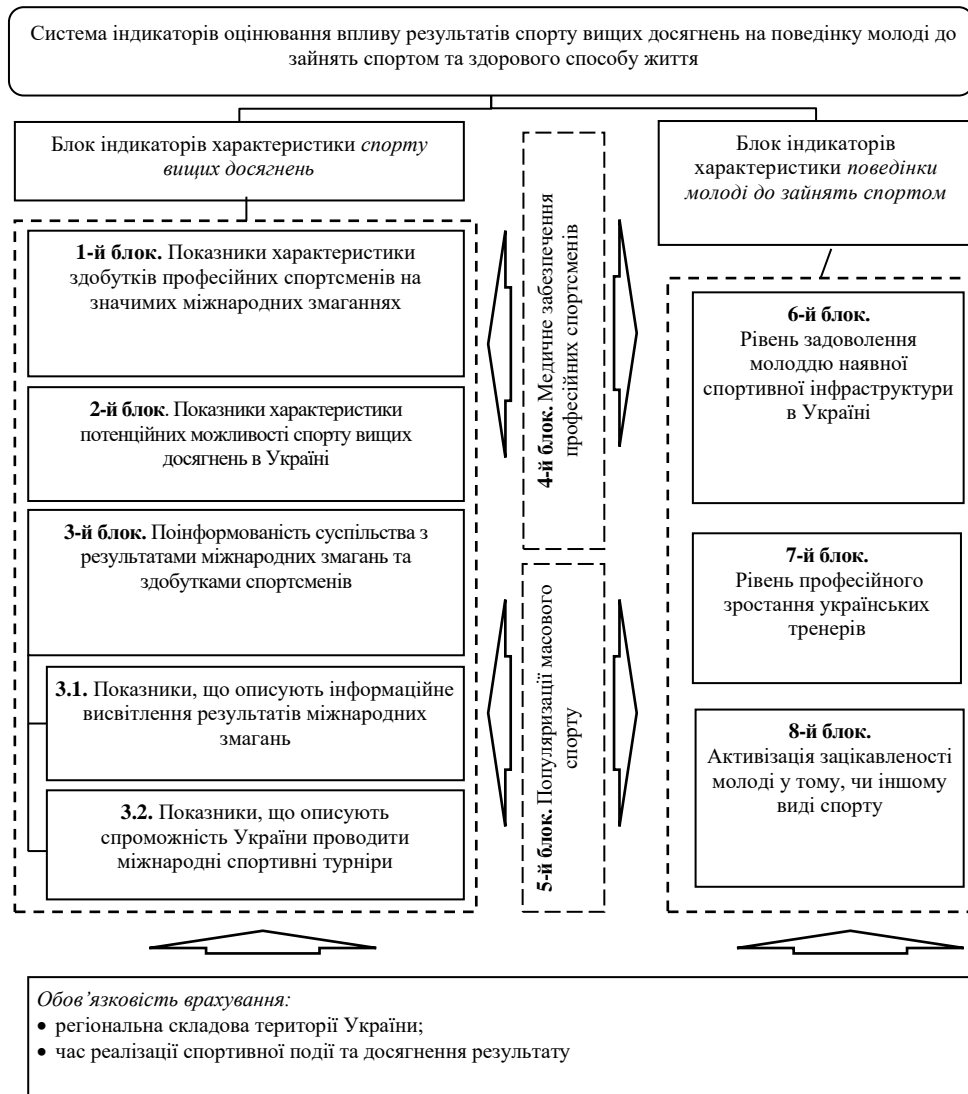 Система індикаторів оцінювання впливу результатів спорту вищих досягнень на поведінку молоді до
зайнять спортом та здорового способу життя
Блок індикаторів характеристики спорту
вищих досягнень
1-й блок. Показники характеристики
здобутків професійних спортсменів на
значимих міжнародних змаганнях
2-й блок. Показники характеристики
потенційних можливості спорту вищих
досягнень в Україні
3-й блок. Поінформованість суспільства з
результатами міжнародних змагань та
здобутками спортсменів
3.1. Показники, що описують інформаційне
висвітлення результатів міжнародних
змагань
3.2. Показники, що описують
спроможність України проводити
міжнародні спортивні турніри
4-й блок. Медичне забезпечення
професійних спортсменів
5-й блок. Популяризації масового
спорту
Блок індикаторів
характеристики поведінки
молоді до зайнять спортом
6-й блок.
Рівень задоволення
молоддю наявної
спортивної інфраструктури
в Україні
7-й блок.
Рівень професійного
зростання українських
тренерів
8-й блок.
Активізація зацікавленості
молоді у тому, чи іншому
виді спорту
Обов’язковість врахування:
• регіональна складова території України;
• час реалізації спортивної події та досягнення результату